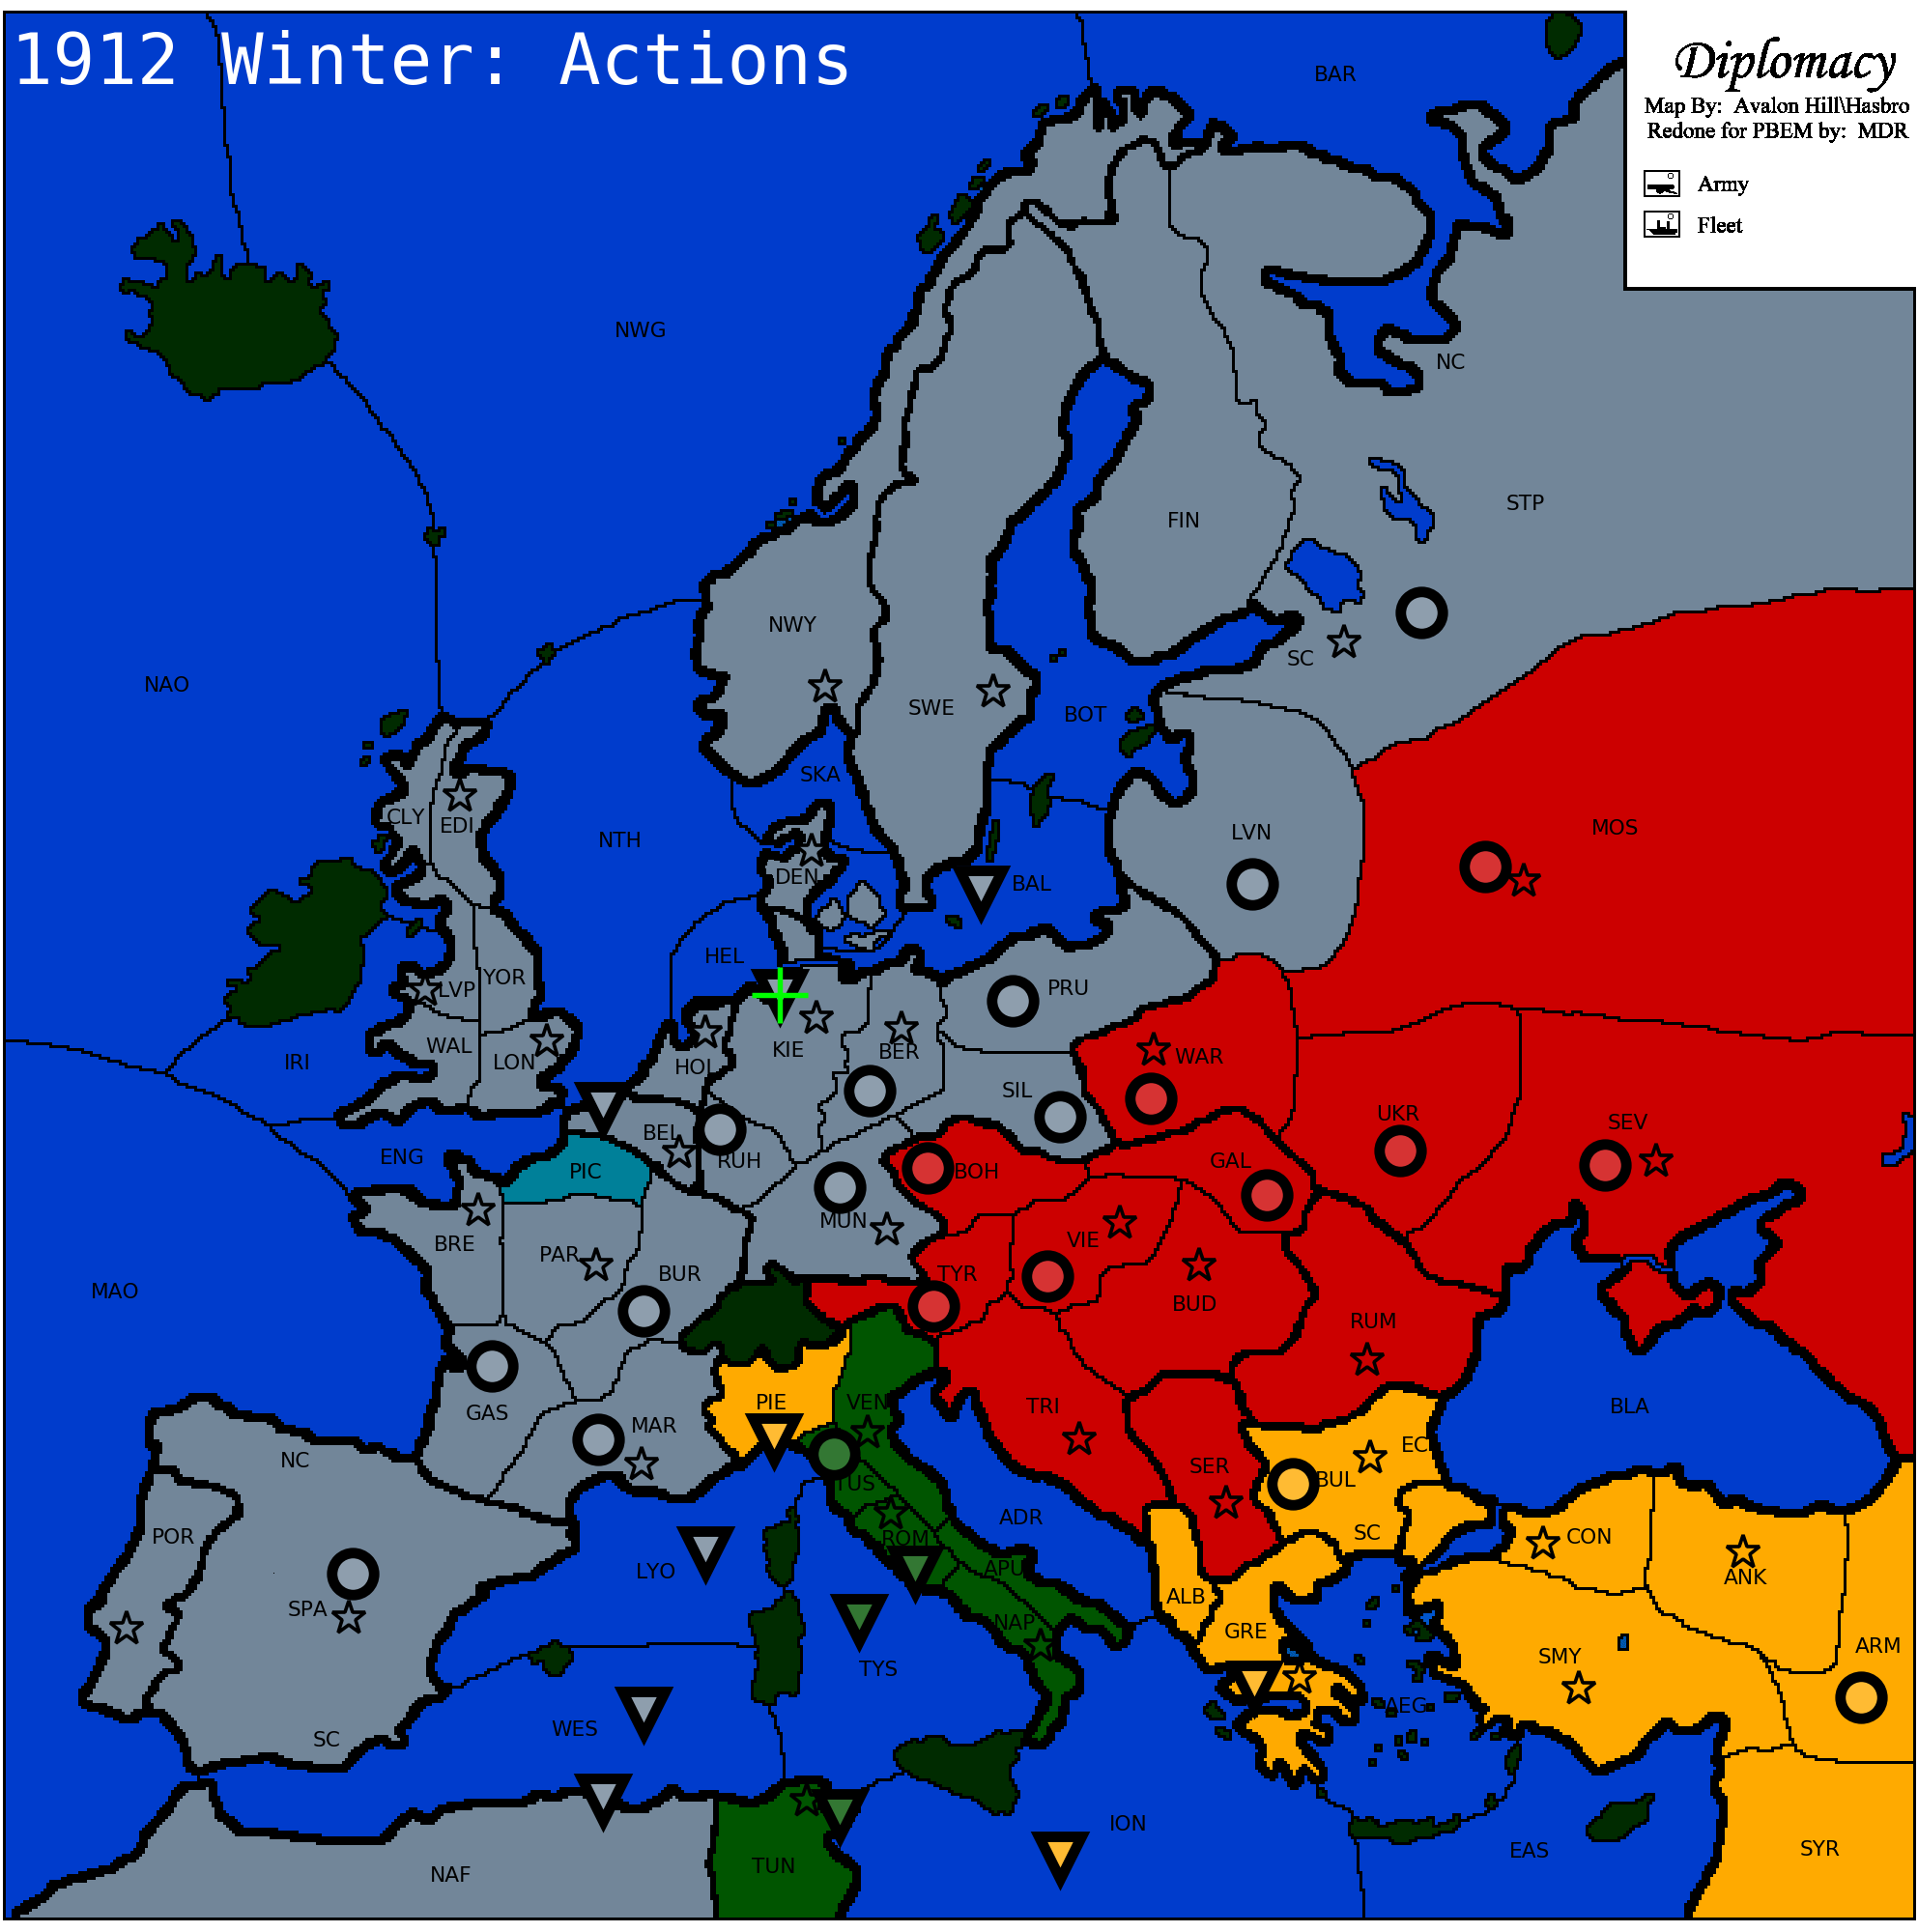 1912 Winter: Actions
Diplomacy
Map By: Avalon Hill\Hasbro
Redone for PBEM by: MDR
Army
Fleet
BAR
NWG
NC
STP
FIN
NWY
SC
NAO
SWE
BOT
SKA
CLY
EDI
NTH
LVN
MOS
DEN
BAL
HEL
YOR
LVP
PRU
WAL
LON
IRI
KIE
BER
WAR
HOL
SIL
UKR
SEV
BEL
ENG
PIC
RUH
BOH
GAL
MUN
BRE
PAR
VIE
BUR
TYR
MAO
BUD
RUM
PIE
VEN
TRI
BLA
GAS
MAR
NC
SER
EC
BUL
TUS
POR
ADR
SC
CON
ROM
LYO
APU
ANK
ALB
SPA
NAP
GRE
ARM
SMY
TYS
AEG
WES
SC
ION
EAS
SYR
TUN
NAF